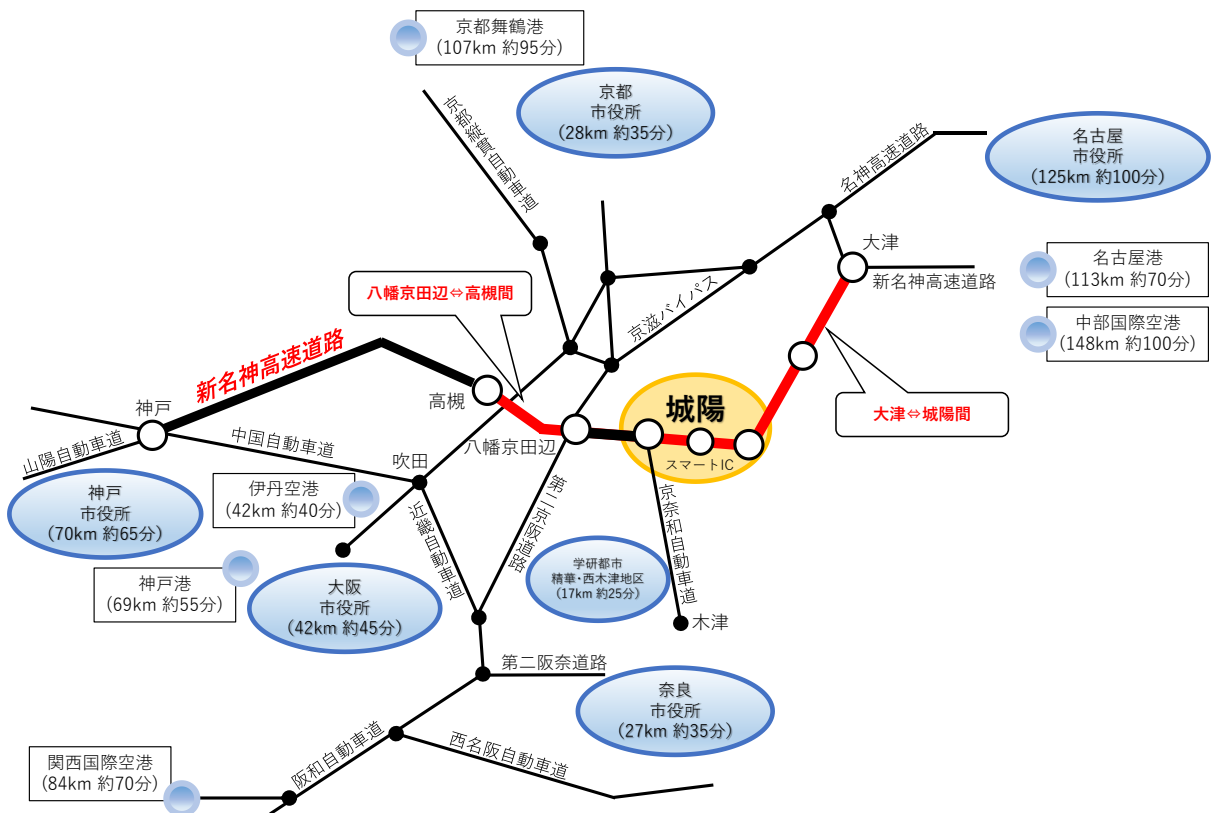 京都舞鶴港
(107km 約95分)
京都
市役所
(28km 約35分)
京都縦貫自動車道
名神高速道路
名古屋
市役所
(125km 約100分)
大津
新名神高速道路
名古屋港
(113km 約70分)
中部国際空港
(148km 約100分)
八幡京田辺⇔高槻間
京滋バイパス
新名神高速道路
高槻
城陽
大津⇔城陽間
神戸
八幡京田辺
スマートIC
山陽自動車道
中国自動車道
吹田
神戸
市役所
(70km 約65分)
伊丹空港
(42km 約40分)
近畿自動車道
第二京阪道路
京奈和自動車道
神戸港
(69km 約55分)
大阪
市役所
(42km 約45分)
学研都市
精華・西木津地区
(17km 約25分)
木津
第二阪奈道路
奈良
市役所
(27km 約35分)
関西国際空港
(84km 約70分)
阪和自動車道
西名阪自動車道